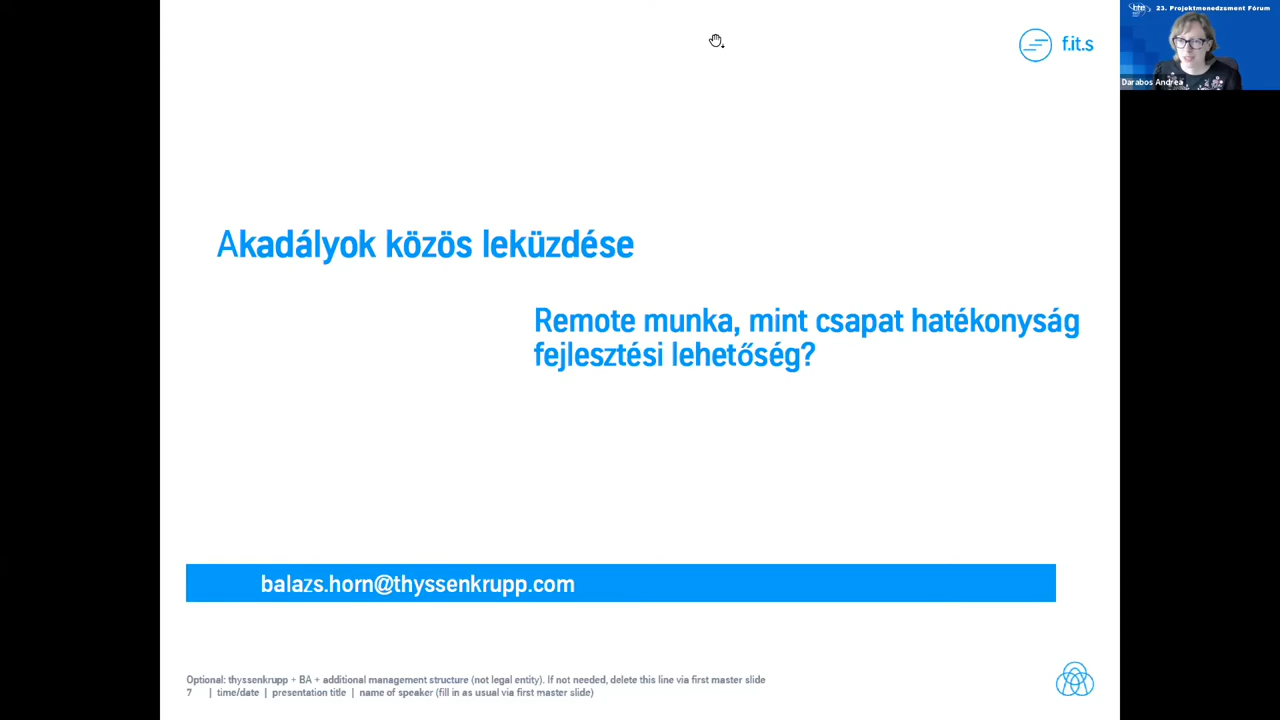 23. Projektmenedzsment Fórum
f.it.s
Darabos Andrea
Akadályok közös leküzdése
Remote munka, mint csapat hatékonyság
fejlesztési lehetőség?
balazs.horn@thyssenkrupp.com
Optional: thyssenkrupp + BA + additional management structure (not legal entity). If not needed, delete this line via first master slide
7 | time/date | presentation title | name of speaker (fill in as usual via first master slide)